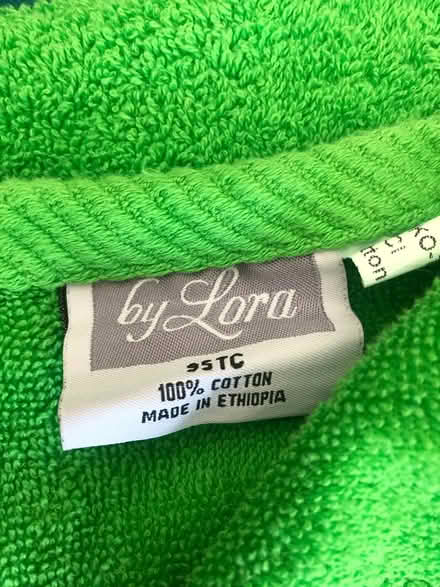 by Lora
95TC
100% COTTON
MADE IN ETHIOPIA